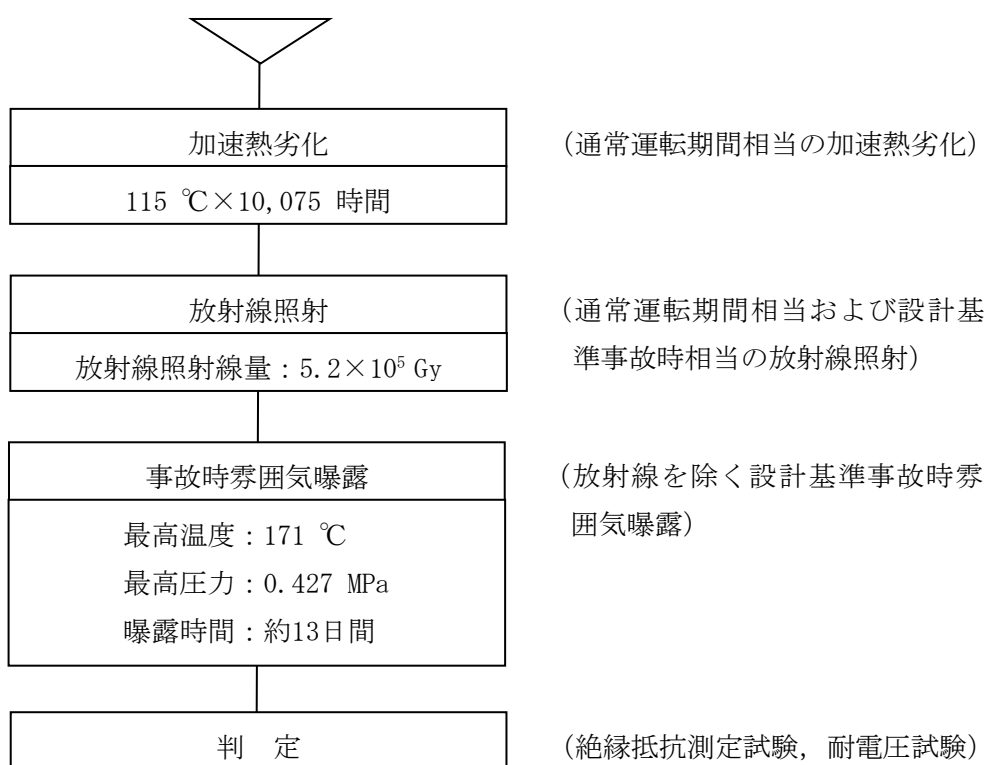 加速熱劣化
(通常運転期間相当の加速熱劣化)
115 ℃×10,075 時間
放射線照射
(通常運転期間相当および設計基
準事故時相当の放射線照射)
放射線照射線量：5.2×10⁵ Gy
事故時雰囲気曝露
(放射線を除く設計基準事故時雰
囲気曝露)
最高温度：171 ℃
最高圧力：0.427 MPa
曝露時間：約13日間
判　定
(絶縁抵抗測定試験，耐電圧試験)